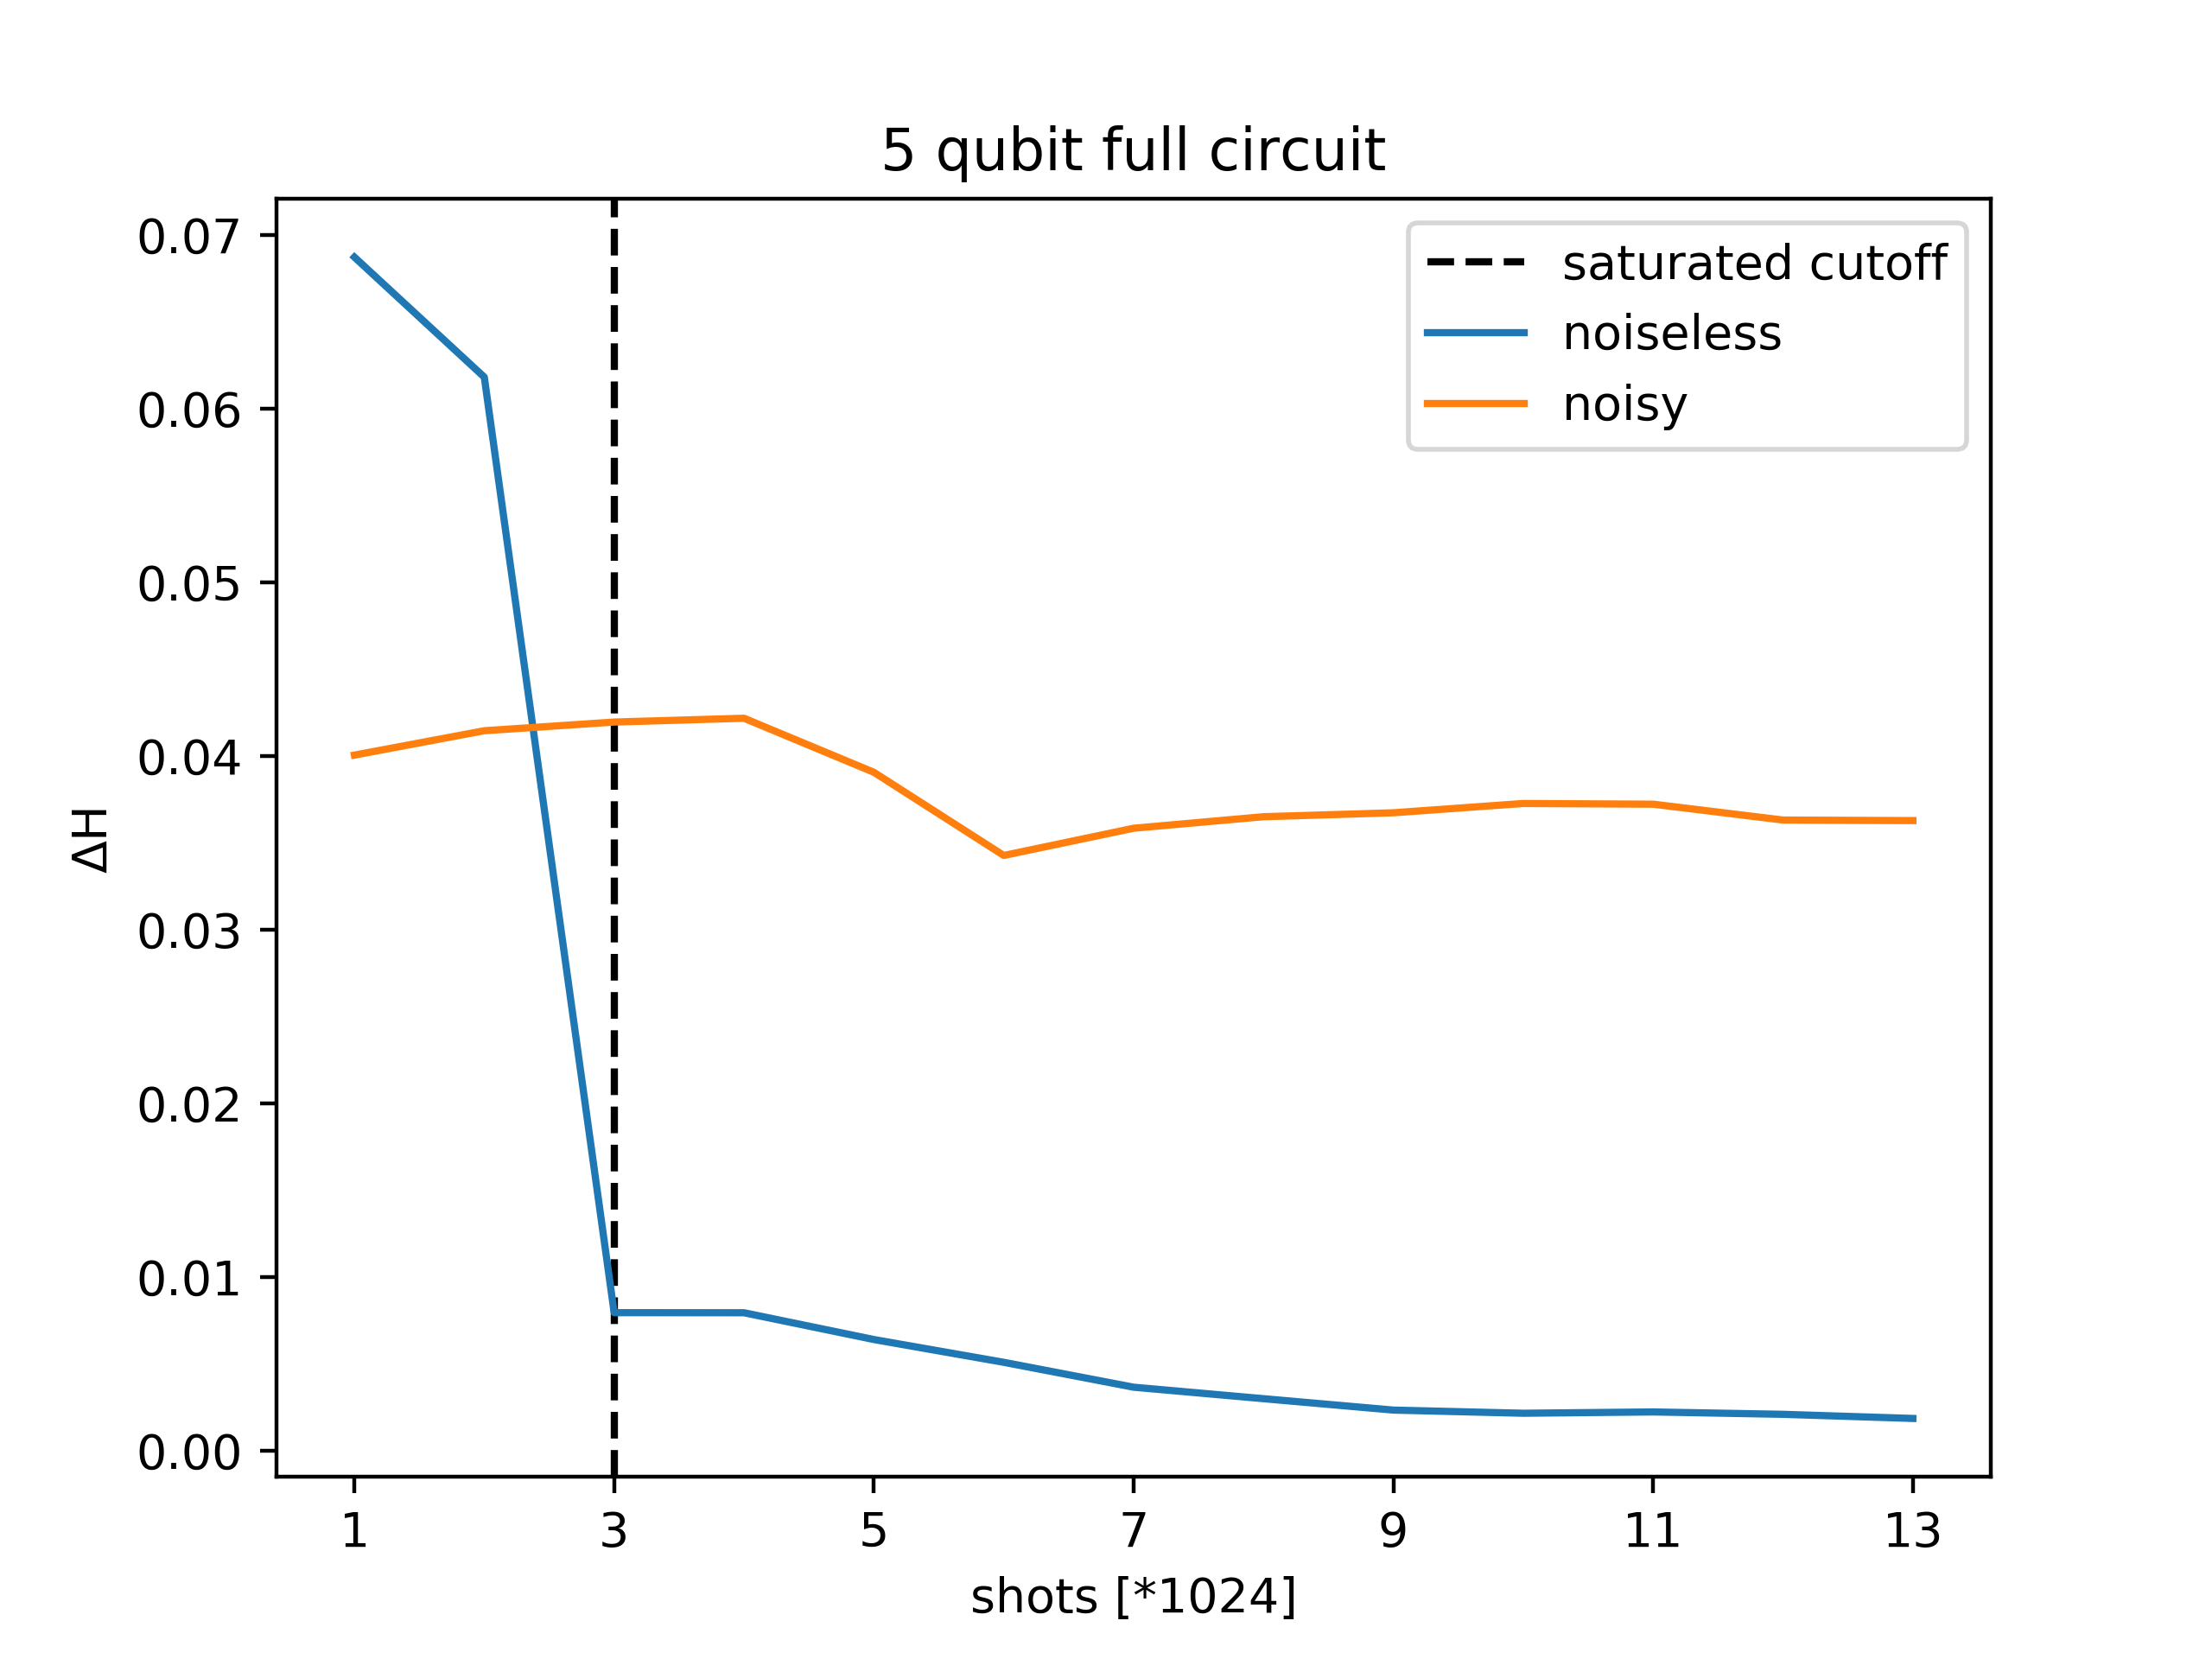 5 qubit full circuit
saturated cutoff
noiseless
noisy
0.07
0.06
0.05
0.04
0.03
0.02
0.01
0.00
ΔH
1 3 5 7 9 11 13
shots [*1024]